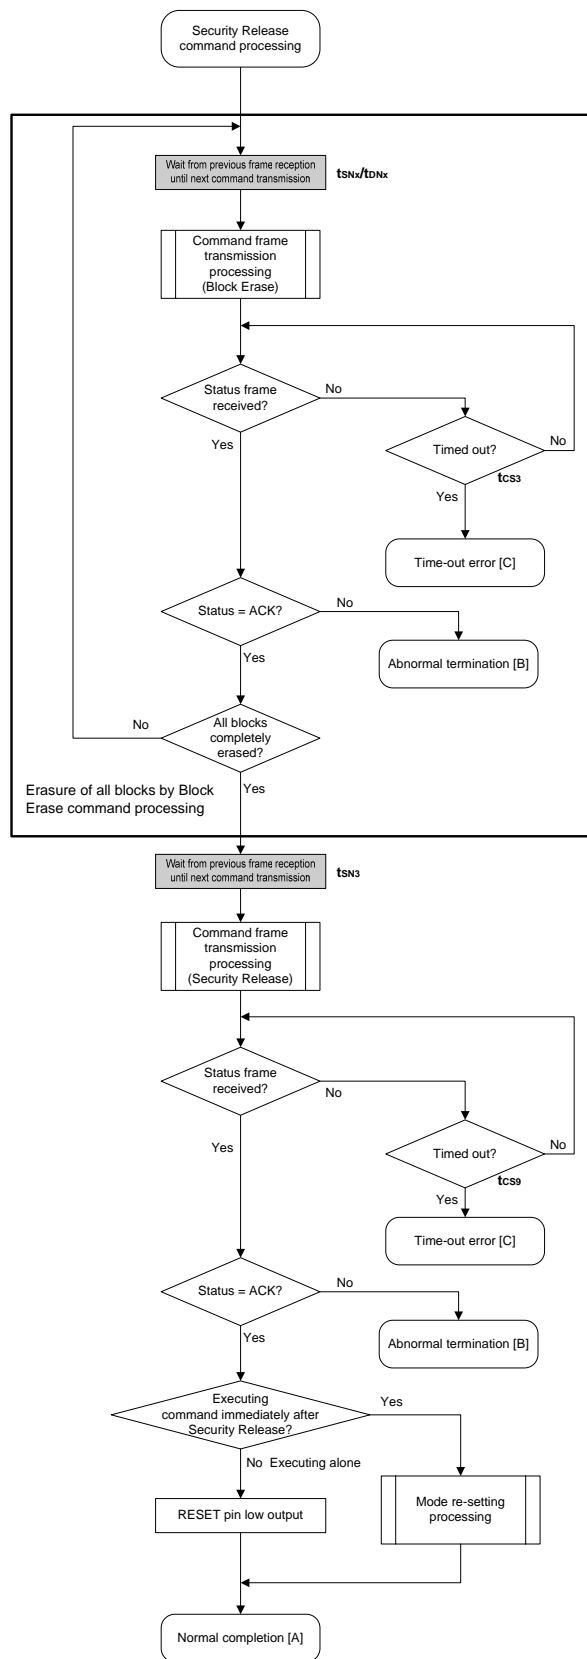 Security Release
command processing
Wait from previous frame reception
until next command transmission
tSNx/tDNx
Command frame
transmission
processing
(Block Erase)
Status frame
received?
No
Yes
Timed out?
No
tCS3
Yes
Time-out error [C]
Status = ACK?
No
Yes
Abnormal termination [B]
All blocks
completely
erased?
No
Yes
Erasure of all blocks by Block
Erase command processing
Wait from previous frame reception
until next command transmission
tSN3
Command frame
transmission
processing
(Security Release)
Status frame
received?
No
Yes
Timed out?
No
tCS9
Yes
Time-out error [C]
Status = ACK?
No
Yes
Abnormal termination [B]
Executing
command immediately after
Security Release?
Yes
No Executing alone
RESET pin low output
Mode re-setting
processing
Normal completion [A]